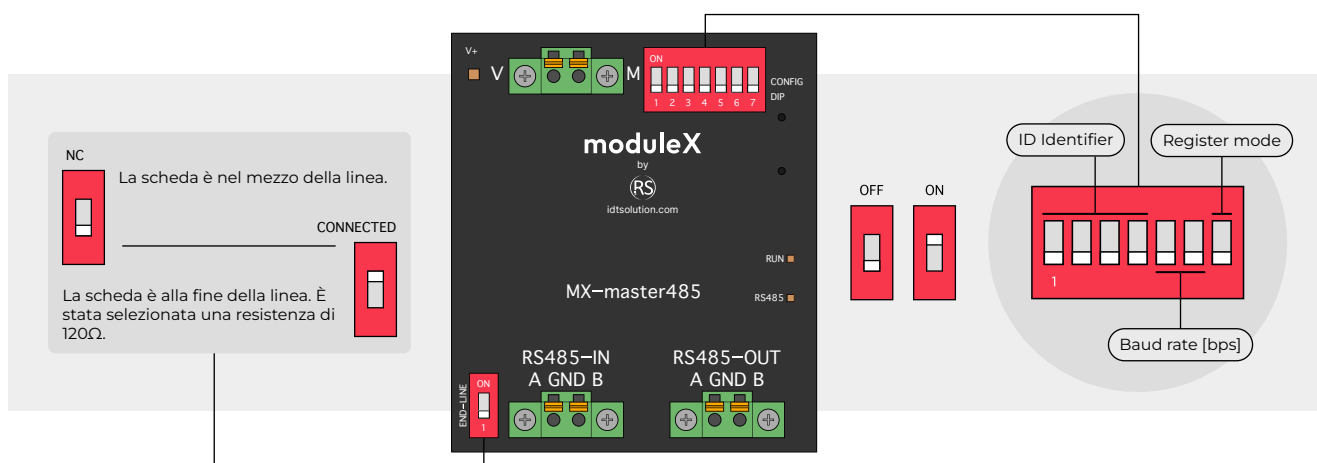 NC
La scheda è nel mezzo della linea.
CONNECTED
La scheda è alla fine della linea. È
stata selezionata una resistenza di
120Ω.
V+
V
M
ON
1 2 3 4 5 6 7
CONFIG
DIP
moduleX
by
RS
idtsolution.com
RUN
MX-master485
RS485
RS485-IN
A GND B
RS485-OUT
A GND B
END-LINE
ON
1
OFF
ON
ID Identifier
Register mode
1
Baud rate [bps]